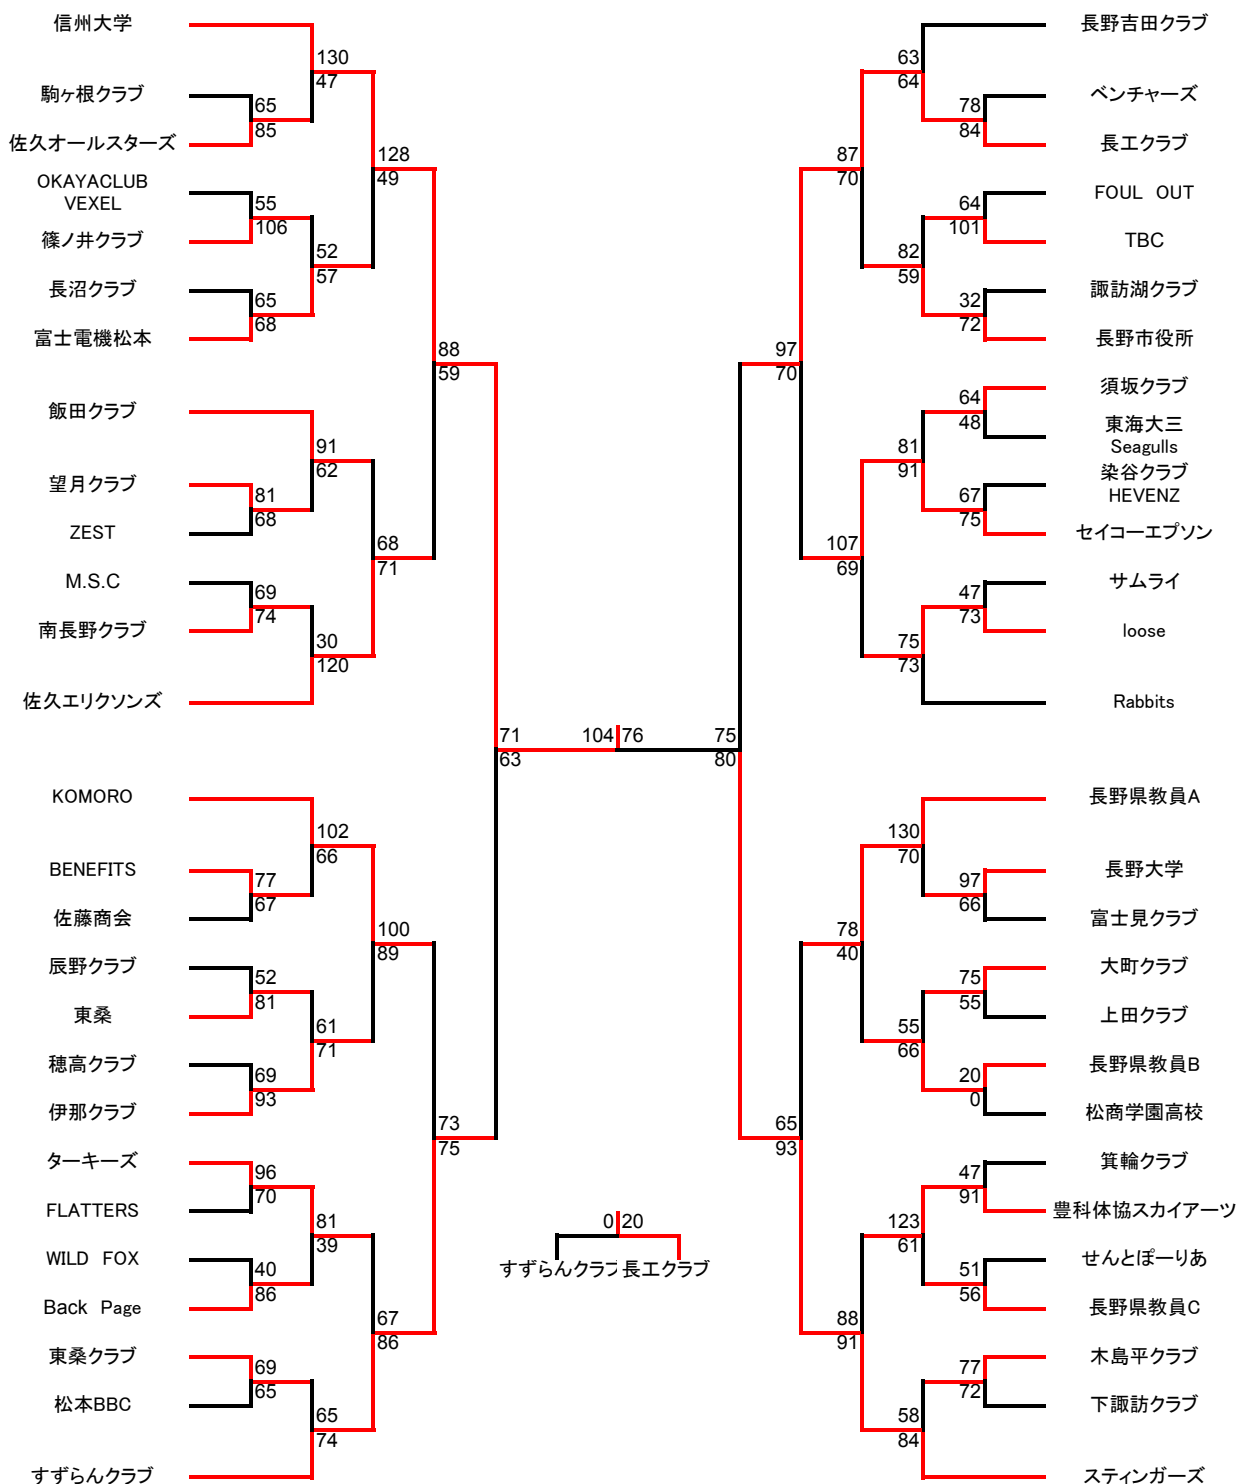 信州大学
130
47
駒ヶ根クラブ
65
85
佐久オールスターズ
128
49
OKAYACLUB
VEXEL
55
106
篠ノ井クラブ
52
57
長沼クラブ
65
68
富士電機松本
88
59
飯田クラブ
91
62
望月クラブ
81
68
ZEST
68
71
M.S.C
69
74
南長野クラブ
30
120
佐久エリクソンズ
71
63
KOMORO
102
66
BENEFITS
77
67
佐藤商会
100
89
辰野クラブ
52
81
東桑
61
71
穂高クラブ
69
93
伊那クラブ
73
75
ターキーズ
96
70
FLATTERS
81
39
WILD FOX
40
86
Back Page
67
86
東桑クラブ
69
65
松本BBC
65
74
すずらんクラブ
104 76
0 20
すずらんクラブ 長工クラブ
長野吉田クラブ
63
64
ベンチャーズ
78
84
長工クラブ
87
70
FOUL OUT
64
101
TBC
82
59
諏訪湖クラブ
32
72
長野市役所
97
70
須坂クラブ
64
48
東海大三
Seagulls
81
91
染谷クラブ
HEVENZ
67
75
セイコーエプソン
107
69
サムライ
47
73
loose
75
73
Rabbits
75
80
長野県教員A
130
70
長野大学
97
66
富士見クラブ
78
40
大町クラブ
75
55
上田クラブ
55
66
長野県教員B
20
0
松商学園高校
65
93
箕輪クラブ
47
91
豊科体協スカイアーツ
123
61
せんとぽーりあ
51
56
長野県教員C
88
91
木島平クラブ
77
72
下諏訪クラブ
58
84
スティンガーズ